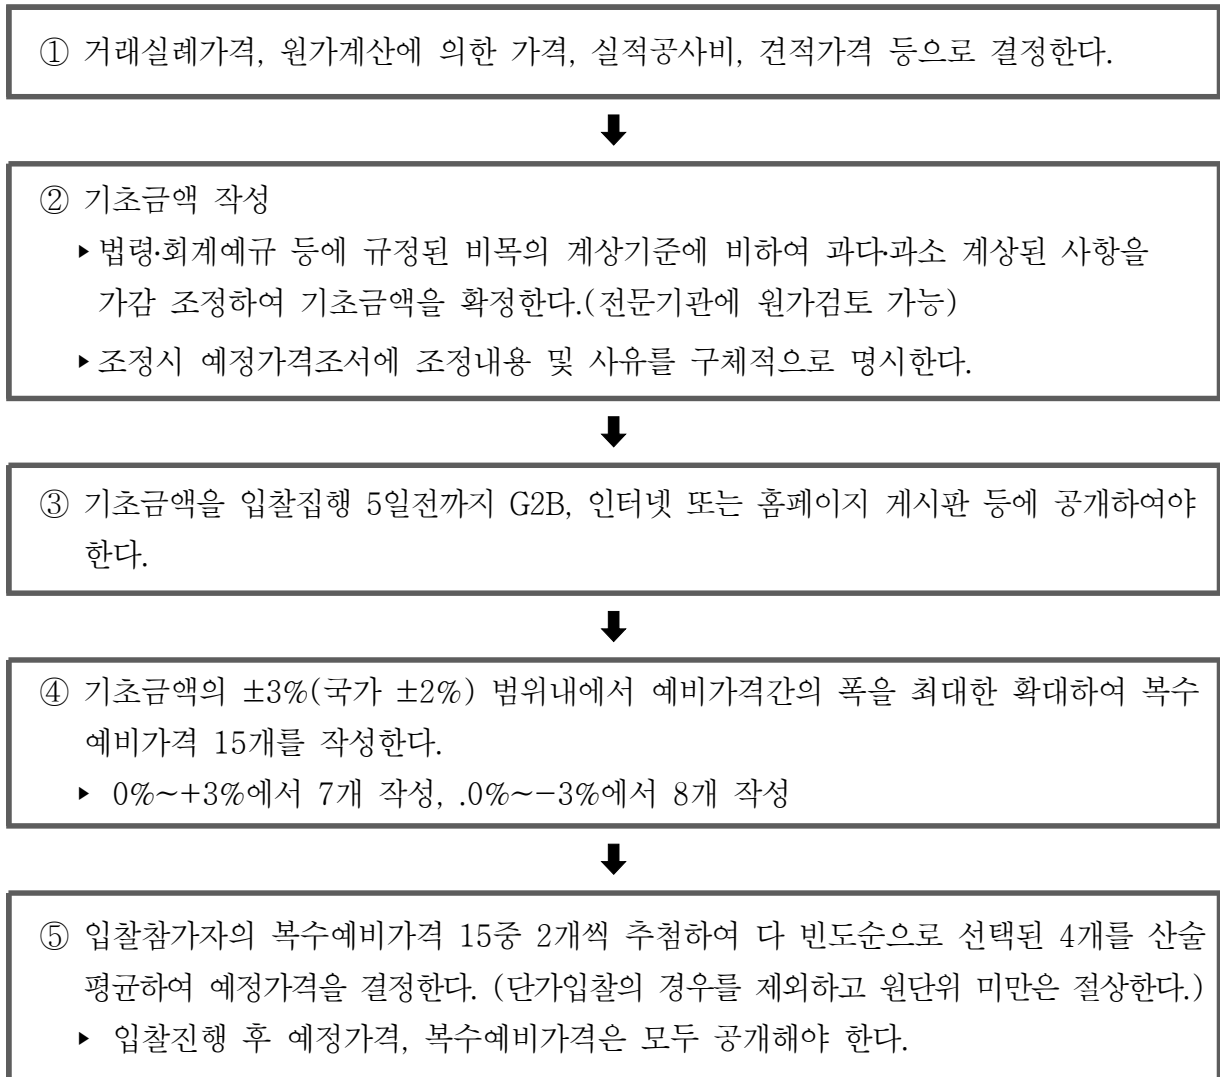 ① 거래실례가격, 원가계산에 의한 가격, 실적공사비, 견적가격 등으로 결정한다.
② 기초금액 작성
▸법령·회계예규 등에 규정된 비목의 계상기준에 비하여 과다·과소 계상된 사항을
가감 조정하여 기초금액을 확정한다.(전문기관에 원가검토 가능)
▸조정시 예정가격조서에 조정내용 및 사유를 구체적으로 명시한다.
③ 기초금액을 입찰집행 5일전까지 G2B, 인터넷 또는 홈페이지 게시판 등에 공개하여야
한다.
④ 기초금액의 ±3%(국가 ±2%) 범위내에서 예비가격간의 폭을 최대한 확대하여 복수
예비가격 15개를 작성한다.
▸ 0%~+3%에서 7개 작성, .0%~-3%에서 8개 작성
⑤ 입찰참가자의 복수예비가격 15중 2개씩 추첨하여 다 빈도순으로 선택된 4개를 산술
평균하여 예정가격을 결정한다. (단가입찰의 경우를 제외하고 원단위 미만은 절상한다.)
▸ 입찰진행 후 예정가격, 복수예비가격은 모두 공개해야 한다.